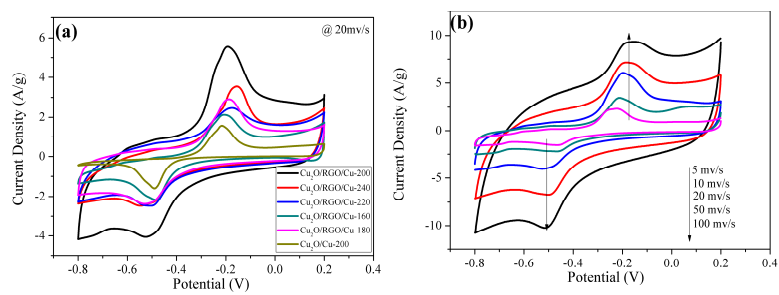 (a)
@ 20mv/s
Current Density (A/g)
6
4
2
0
-2
-4
-0.8
-0.6
-0.4
-0.2
0.0
0.2
0.4
Potential (V)
Cu2O/RGO/Cu-200
Cu2O/RGO/Cu-240
Cu2O/RGO/Cu-220
Cu2O/RGO/Cu-160
Cu2O/RGO/Cu-180
Cu2O/Cu-200
(b)
Current Density (A/g)
10
5
0
-5
-10
-0.8
-0.6
-0.4
-0.2
0.0
0.2
0.4
Potential (V)
5 mv/s
10 mv/s
20 mv/s
50 mv/s
100 mv/s